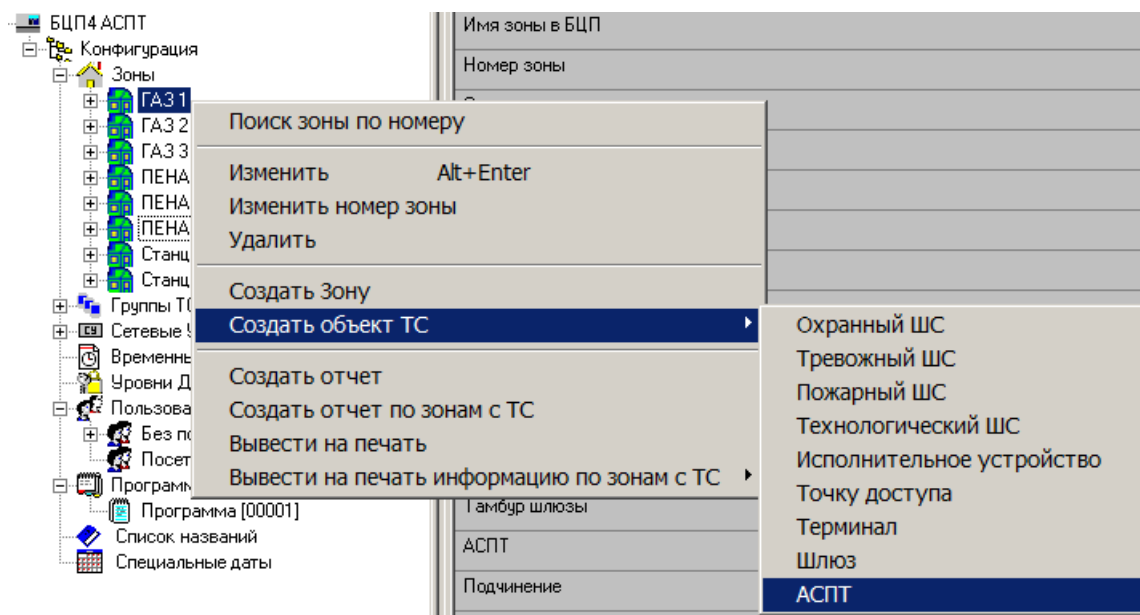 БЦП4 АСПТ
Конфигурация
Зоны
ГАЗ 1
ГАЗ 2
ГАЗ 3
ПЕНА
ПЕНА
ПЕНА
Станц
Станц
Группы ТС
Сетевые У
Временны
Уровни Д
Пользова
Без по
Посет
Программ
Программа [00001]
Список названий
Специальные даты
Поиск зоны по номеру
Изменить Alt+Enter
Изменить номер зоны
Удалить
Создать Зону
Создать объект ТС
Создать отчет
Создать отчет по зонам с ТС
Вывести на печать
Вывести на печать информацию по зонам с ТС
Имя зоны в БЦП
Номер зоны
Тамбур шлюзы
АСПТ
Подчинение
Охранный ШС
Тревожный ШС
Пожарный ШС
Технологический ШС
Исполнительное устройство
Точку доступа
Терминал
Шлюз
АСПТ